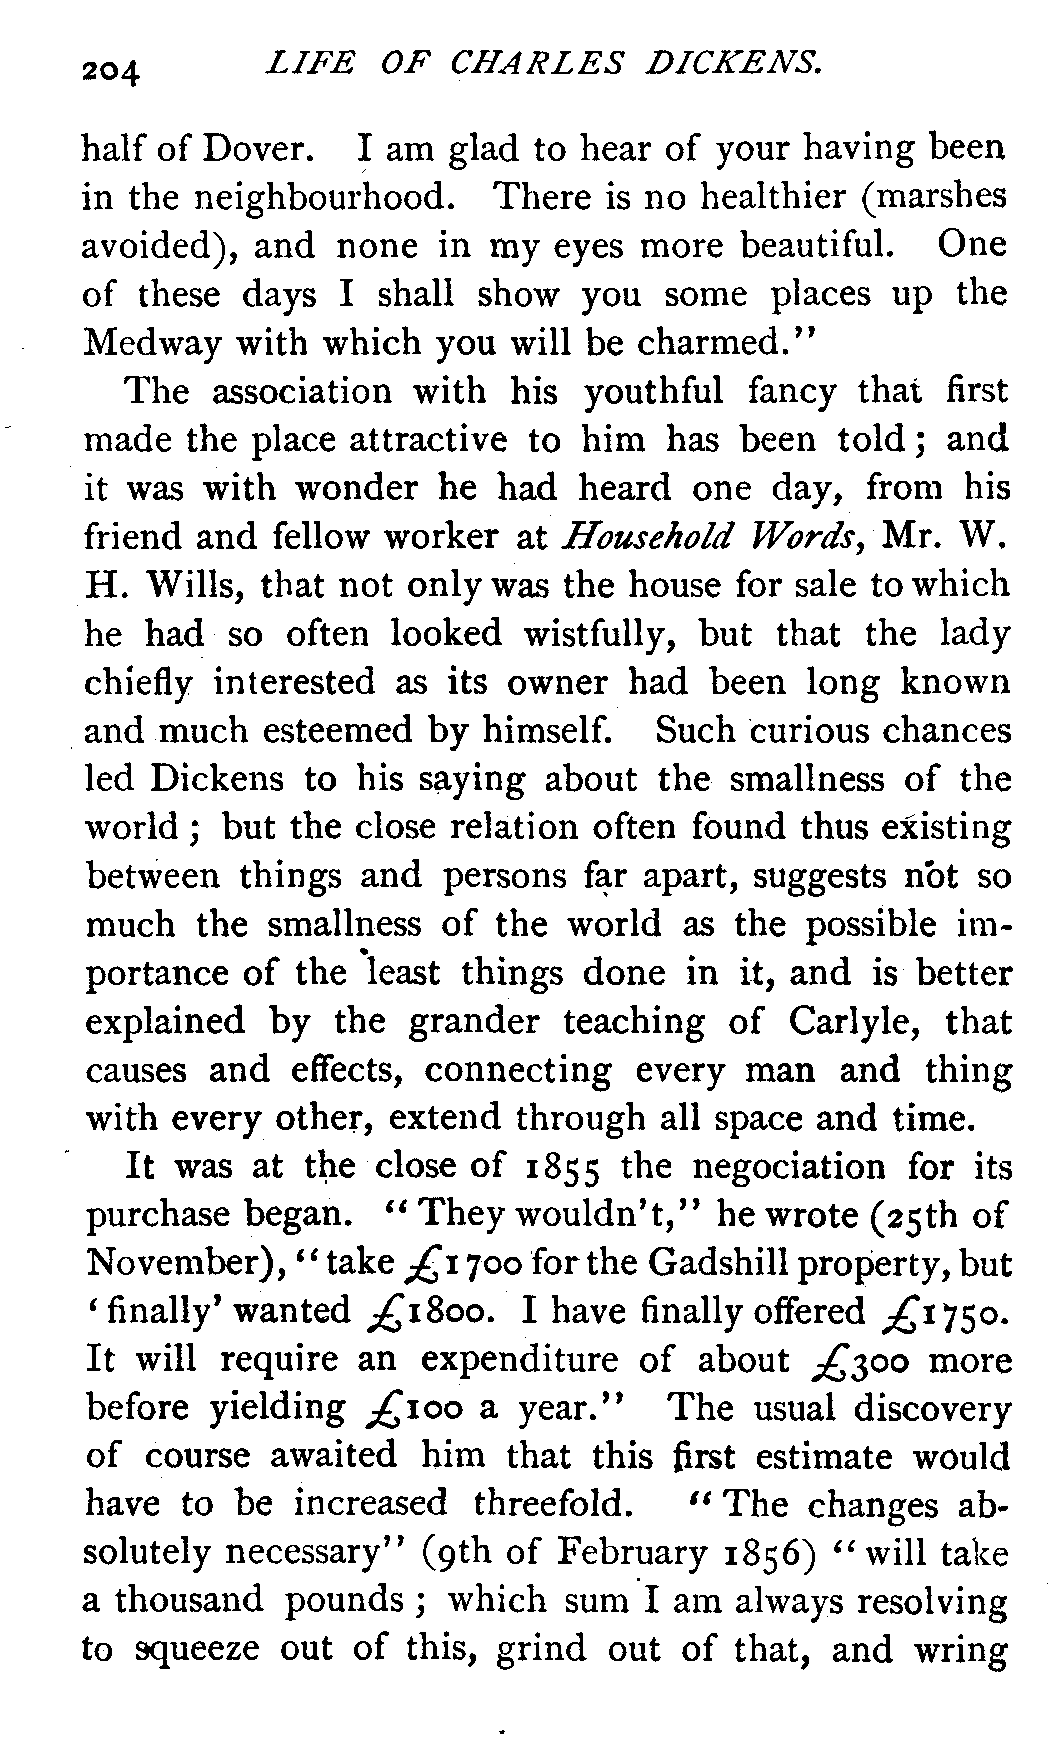 204 LIFE OF CHARLES DICKENS.
half of Dover. I am glad to hear of your having been
in the neighbourhood. There is no healthier (marshes
avoided), and none in my eyes more beautiful. One
of these days I shall show you some places up the
Medway with which you will be charmed."
The association with his youthful fancy that first
made the place attractive to him has been told ; and
it was with wonder he had heard one day, from his
friend and fellow worker at Household Words, Mr. W.
H. Wills, that not only was the house for sale to which
he had so often looked wistfully, but that the lady
chiefly interested as its owner had been long known
and much esteemed by himself. Such curious chances
led Dickens to his saying about the smallness of the
world ; but the close relation often found thus existing
between things and persons far apart, suggests not so
much the smallness of the world as the possible im-
portance of the least things done in it, and is better
explained by the grander teaching of Carlyle, that
causes and effects, connecting every man and thing
with every other, extend through all space and time.
It was at the close of 1855 the negociation for its
purchase began. "They wouldn't," he wrote (25th of
November), "take £1700 for the Gadshill property, but
'finally' wanted £1800. I have finally offered £1750.
It will require an expenditure of about £300 more
before yielding £100 a year." The usual discovery
of course awaited him that this first estimate would
have to be increased threefold. "The changes ab-
solutely necessary" (9th of February 1856) "will take
a thousand pounds ; which sum I am always resolving
to squeeze out of this, grind out of that, and wring